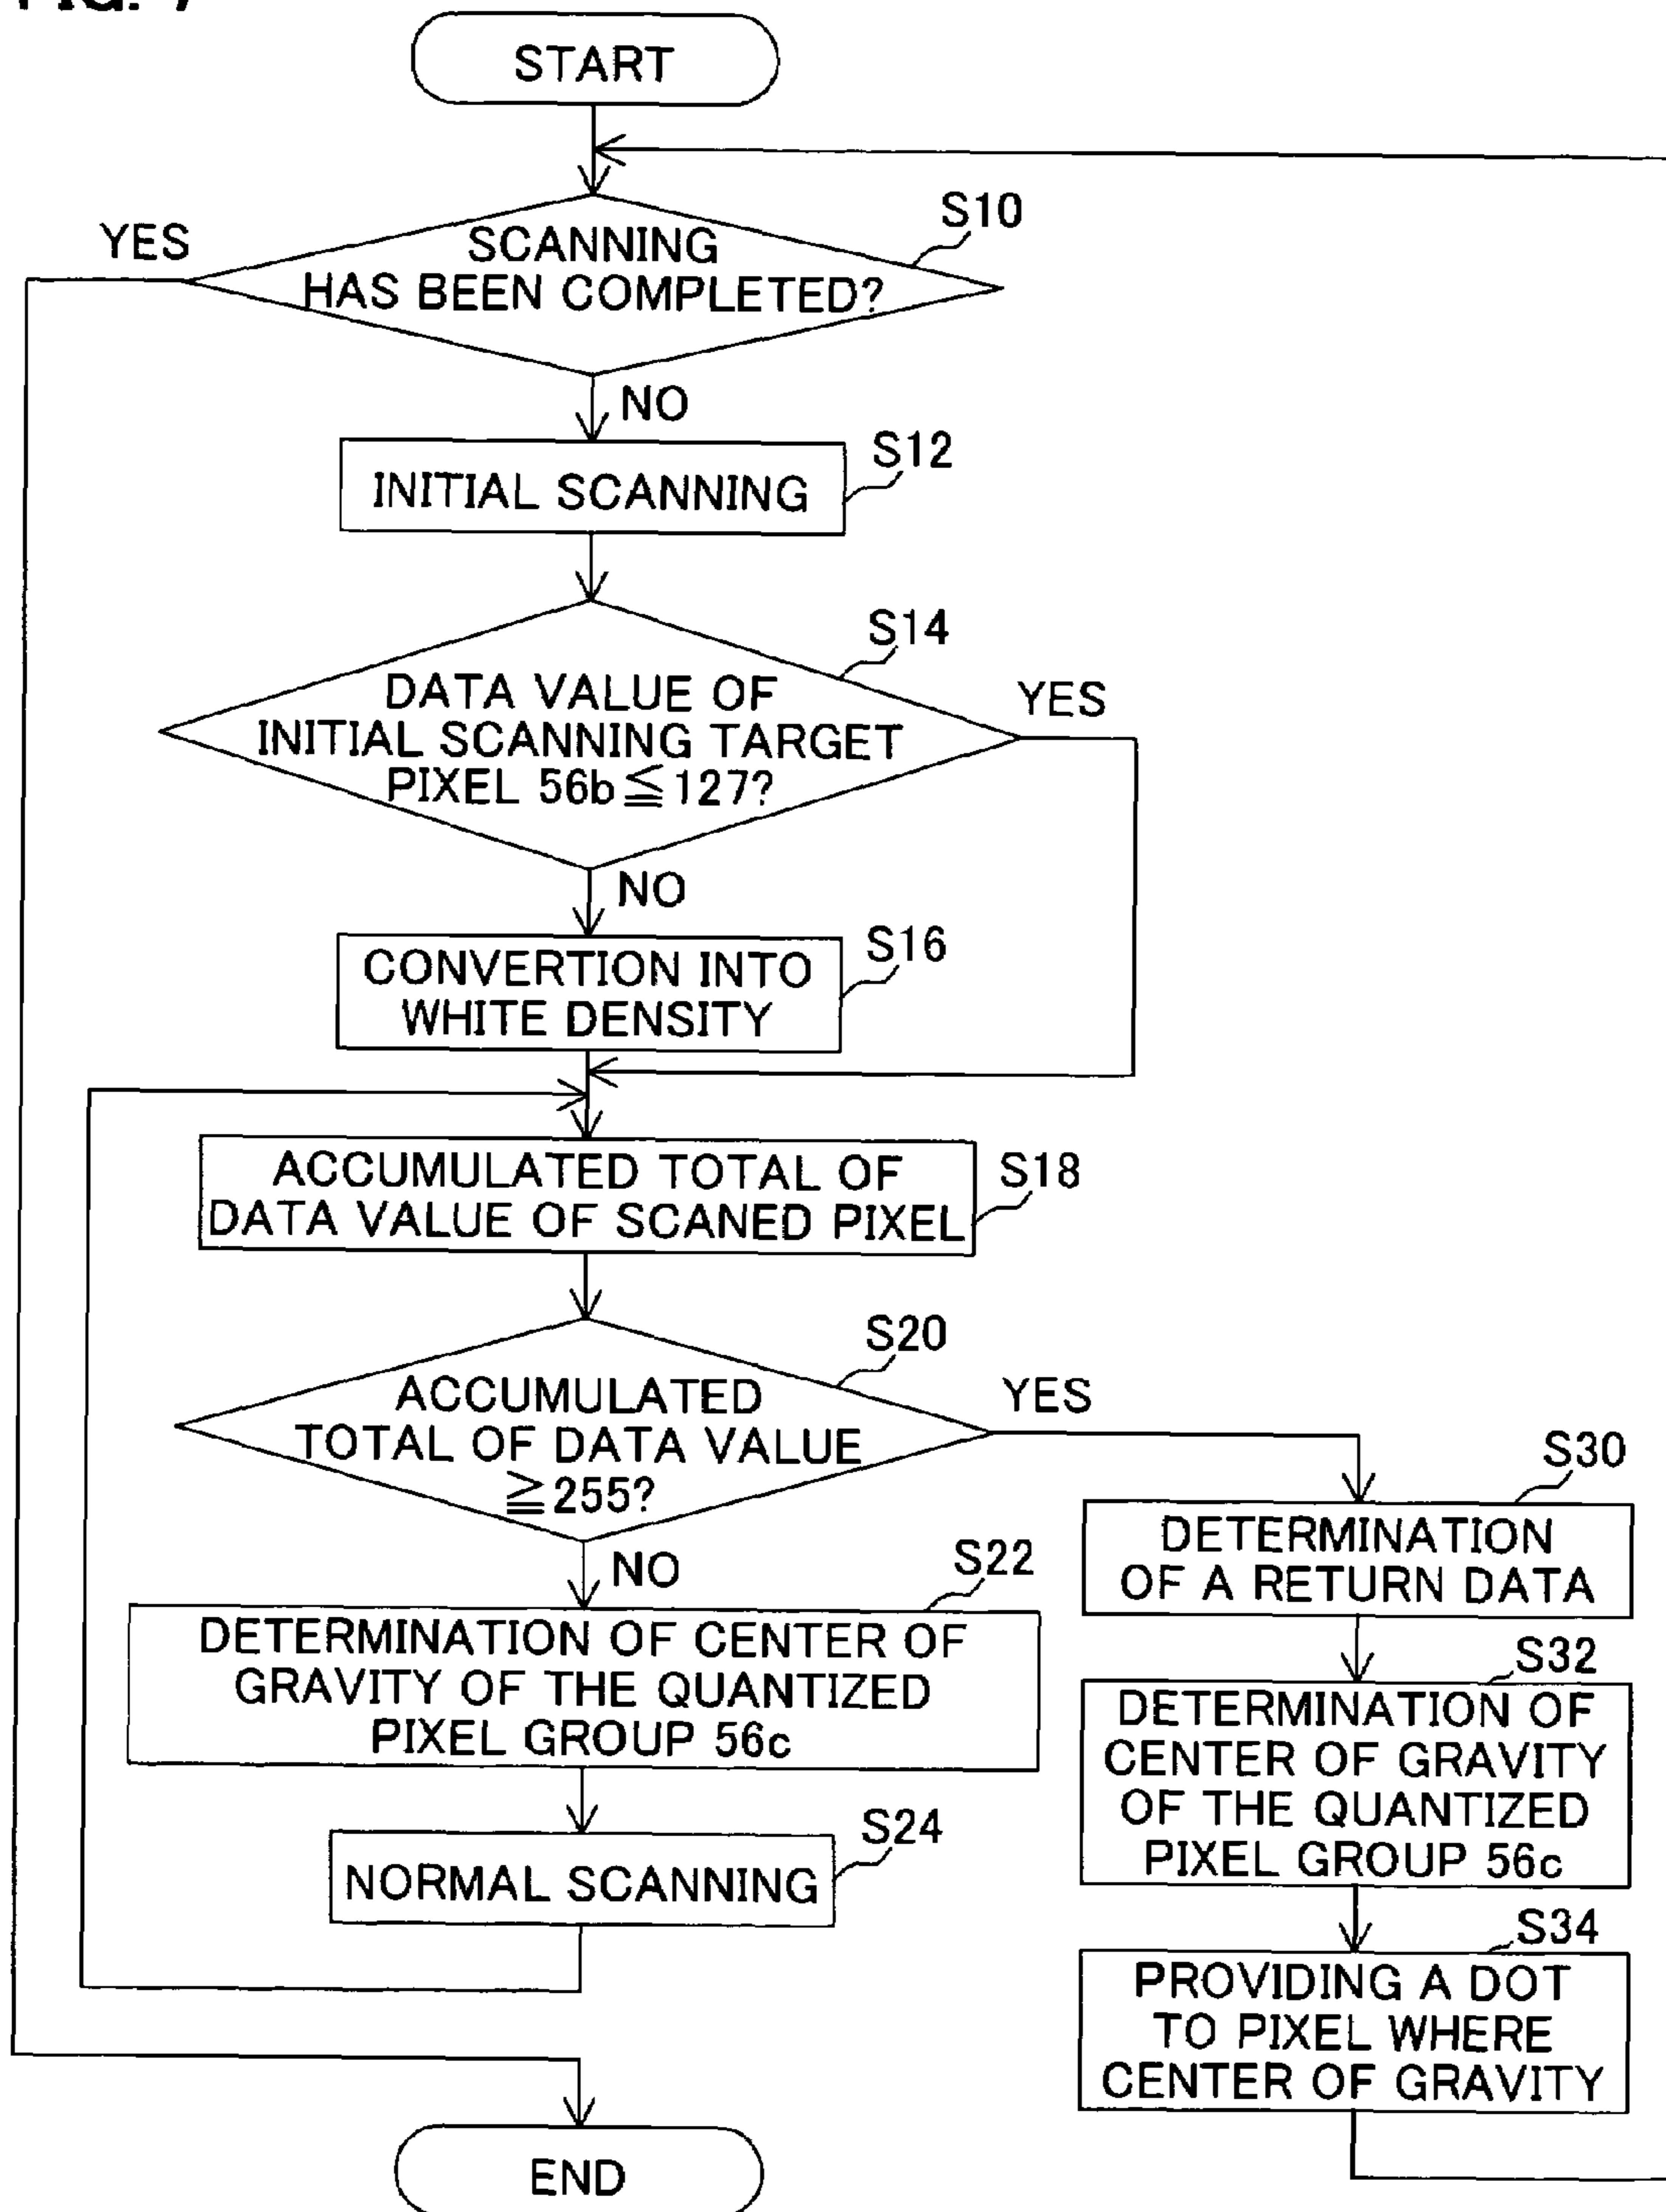 FIG. 7
START
S10
YES
SCANNING
HAS BEEN COMPLETED?
NO
S12
INITIAL SCANNING
S14
DATA VALUE OF
INITIAL SCANNING TARGET
PIXEL 56b≦127?
YES
NO
S16
CONVERTION INTO
WHITE DENSITY
ACCUMULATED TOTAL OF
DATA VALUE OF SCANED PIXEL
S18
S20
ACCUMULATED
TOTAL OF DATA VALUE
≧255?
YES
NO
S22
DETERMINATION OF CENTER OF
GRAVITY OF THE QUANTIZED
PIXEL GROUP 56c
S24
NORMAL SCANNING
S30
DETERMINATION
OF A RETURN DATA
S32
DETERMINATION OF
CENTER OF GRAVITY
OF THE QUANTIZED
PIXEL GROUP 56c
S34
PROVIDING A DOT
TO PIXEL WHERE
CENTER OF GRAVITY
END